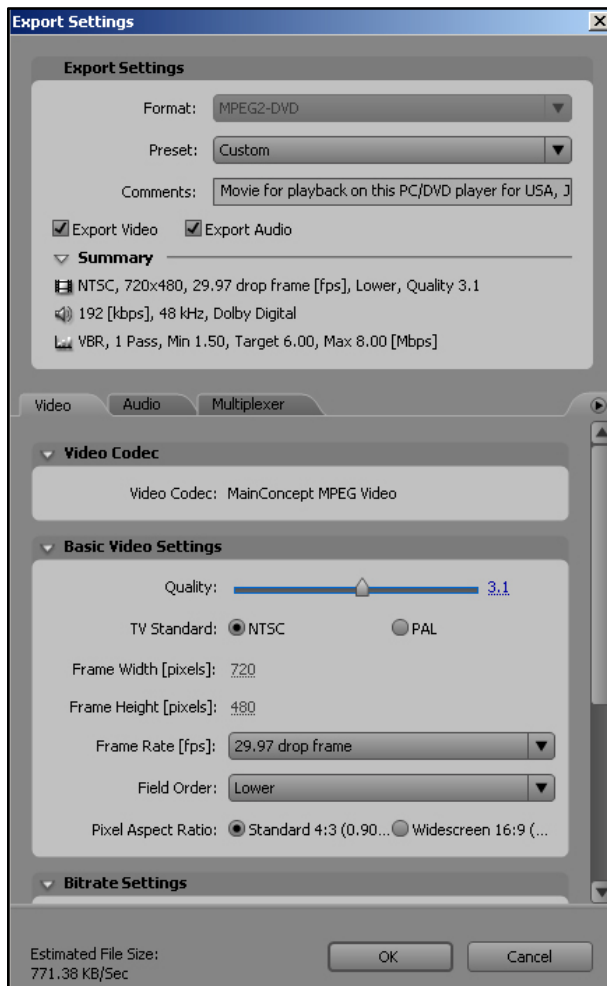 Export Settings
Export Settings
Format: MPEG2-DVD
Preset: Custom
Comments: Movie for playback on this PC/DVD player for USA, J
Export Video Export Audio
Summary
NTSC, 720x480, 29.97 drop frame [fps], Lower, Quality 3.1
192 [kbps], 48 kHz, Dolby Digital
VBR, 1 Pass, Min 1.50, Target 6.00, Max 8.00 [Mbps]
Video Audio Multiplexer
Video Codec
Video Codec: MainConcept MPEG Video
Basic Video Settings
Quality: 3.1
TV Standard: NTSC PAL
Frame Width [pixels]: 720
Frame Height [pixels]: 480
Frame Rate [fps]: 29.97 drop frame
Field Order: Lower
Pixel Aspect Ratio: Standard 4:3 (0.90... Widescreen 16:9 (...
Bitrate Settings
Estimated File Size:
771.38 KB/Sec
OK Cancel